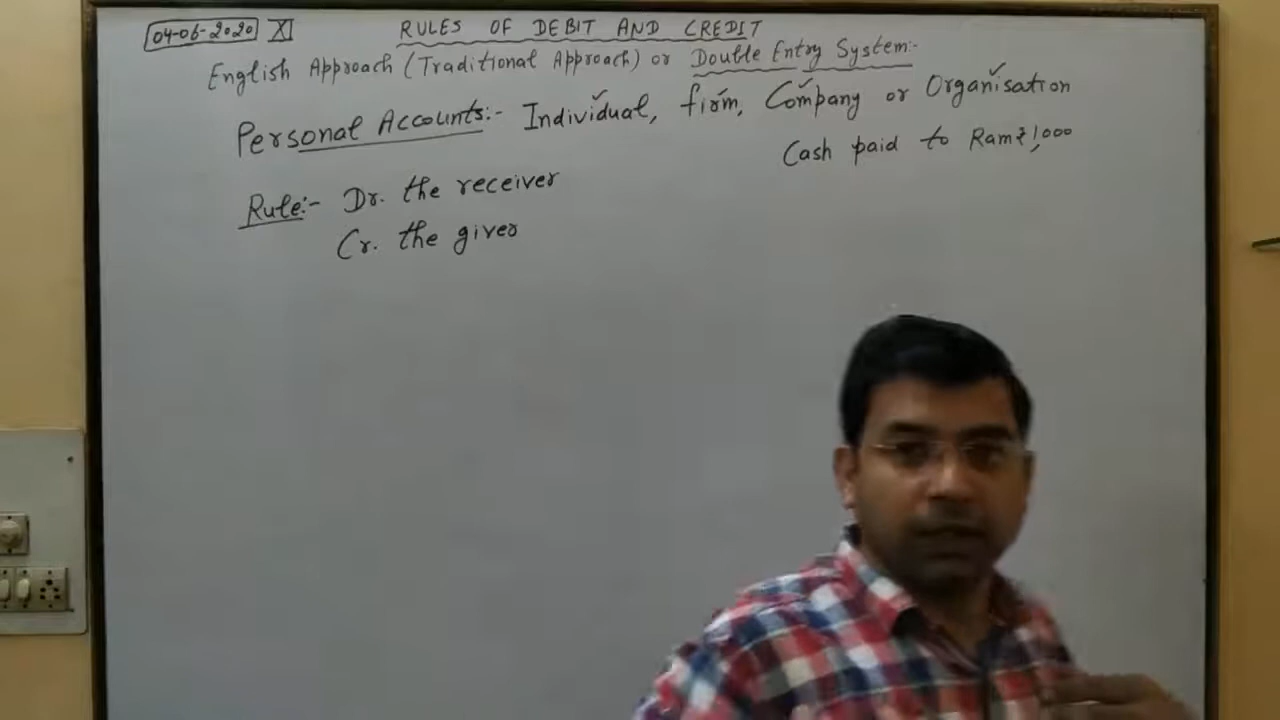 04-06-2020 XI RULES OF DEBIT AND CREDIT
English Approach (Traditional Approach) or Double Entry System:-
Personal Accounts:- Individual, firm, Company or Organisation
Cash paid to Ram ₹1,000
Rule:- Dr. the receiver
Cr. the giver